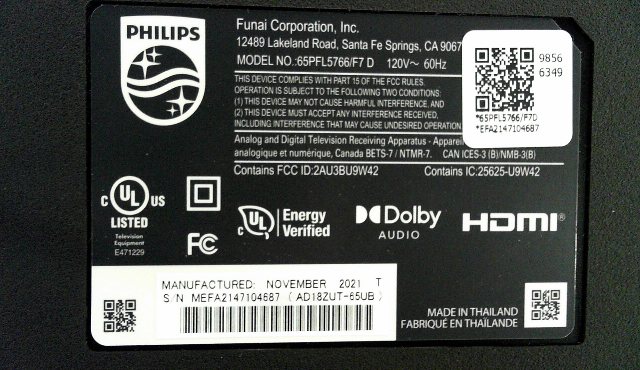 PHILIPS
Funai Corporation, Inc.
12489 Lakeland Road, Santa Fe Springs, CA 9067
MODEL NO.:65PFL5766/F7 D 120V~ 60Hz
THIS DEVICE COMPLIES WITH PART 15 OF THE FCC RULES.
OPERATION IS SUBJECT TO THE FOLLOWING TWO CONDITIONS:
(1) THIS DEVICE MAY NOT CAUSE HARMFUL INTERFERENCE, AND
(2) THIS DEVICE MUST ACCEPT ANY INTERFERENCE RECEIVED,
INCLUDING INTERFERENCE THAT MAY CAUSE UNDESIRED OPERATION
Analog and Digital Television Receiving Apparatus - Appareil
analogique et numérique, Canada BETS-7 / NTMR-7. CAN ICES-3 (B)/NMB-3(B)
Contains FCC ID:2AU3BU9W42 Contains IC:25625-U9W42
9856
6349
*65PFL5766/F7D
*EFA2147104687
C UL US
LISTED
Television
Equipment
E471229
FC
C UL Energy
Verified
Dolby
AUDIO
HDMI®
MANUFACTURED: NOVEMBER 2021 T
S/N MEFA2147104687 (AD18ZUT-65UB)
MADE IN THAILAND
FABRIQUÉ EN THAÏLANDE